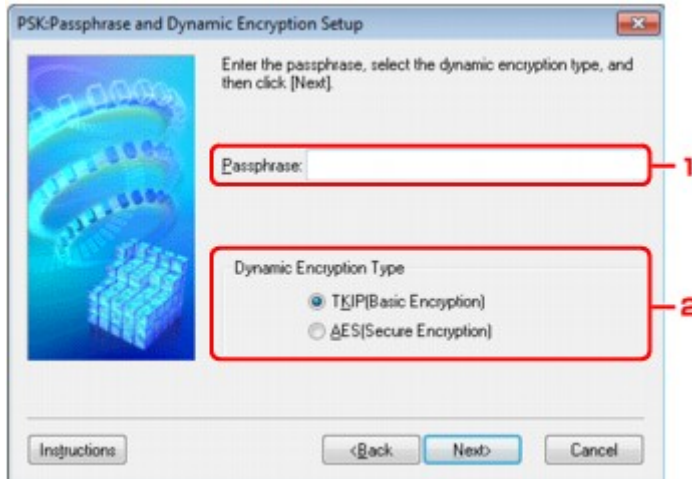 PSK:Passphrase and Dynamic Encryption Setup
Enter the passphrase, select the dynamic encryption type, and
then click [Next].
Passphrase:
1
Dynamic Encryption Type
TKIP(Basic Encryption)
AES(Secure Encryption)
2
Instructions
<Back
Next>
Cancel